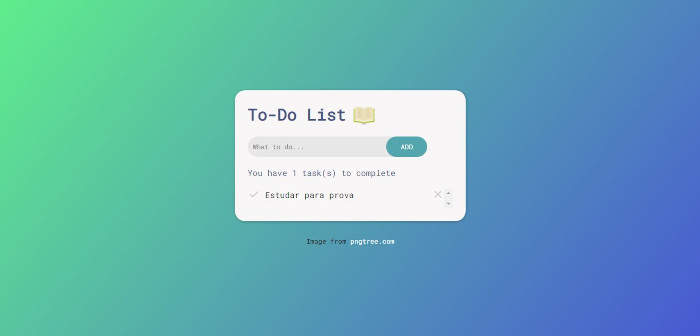 To-Do List
What to do...
ADD
You have 1 task(s) to complete
Estudar para prova
Image from pngtree.com